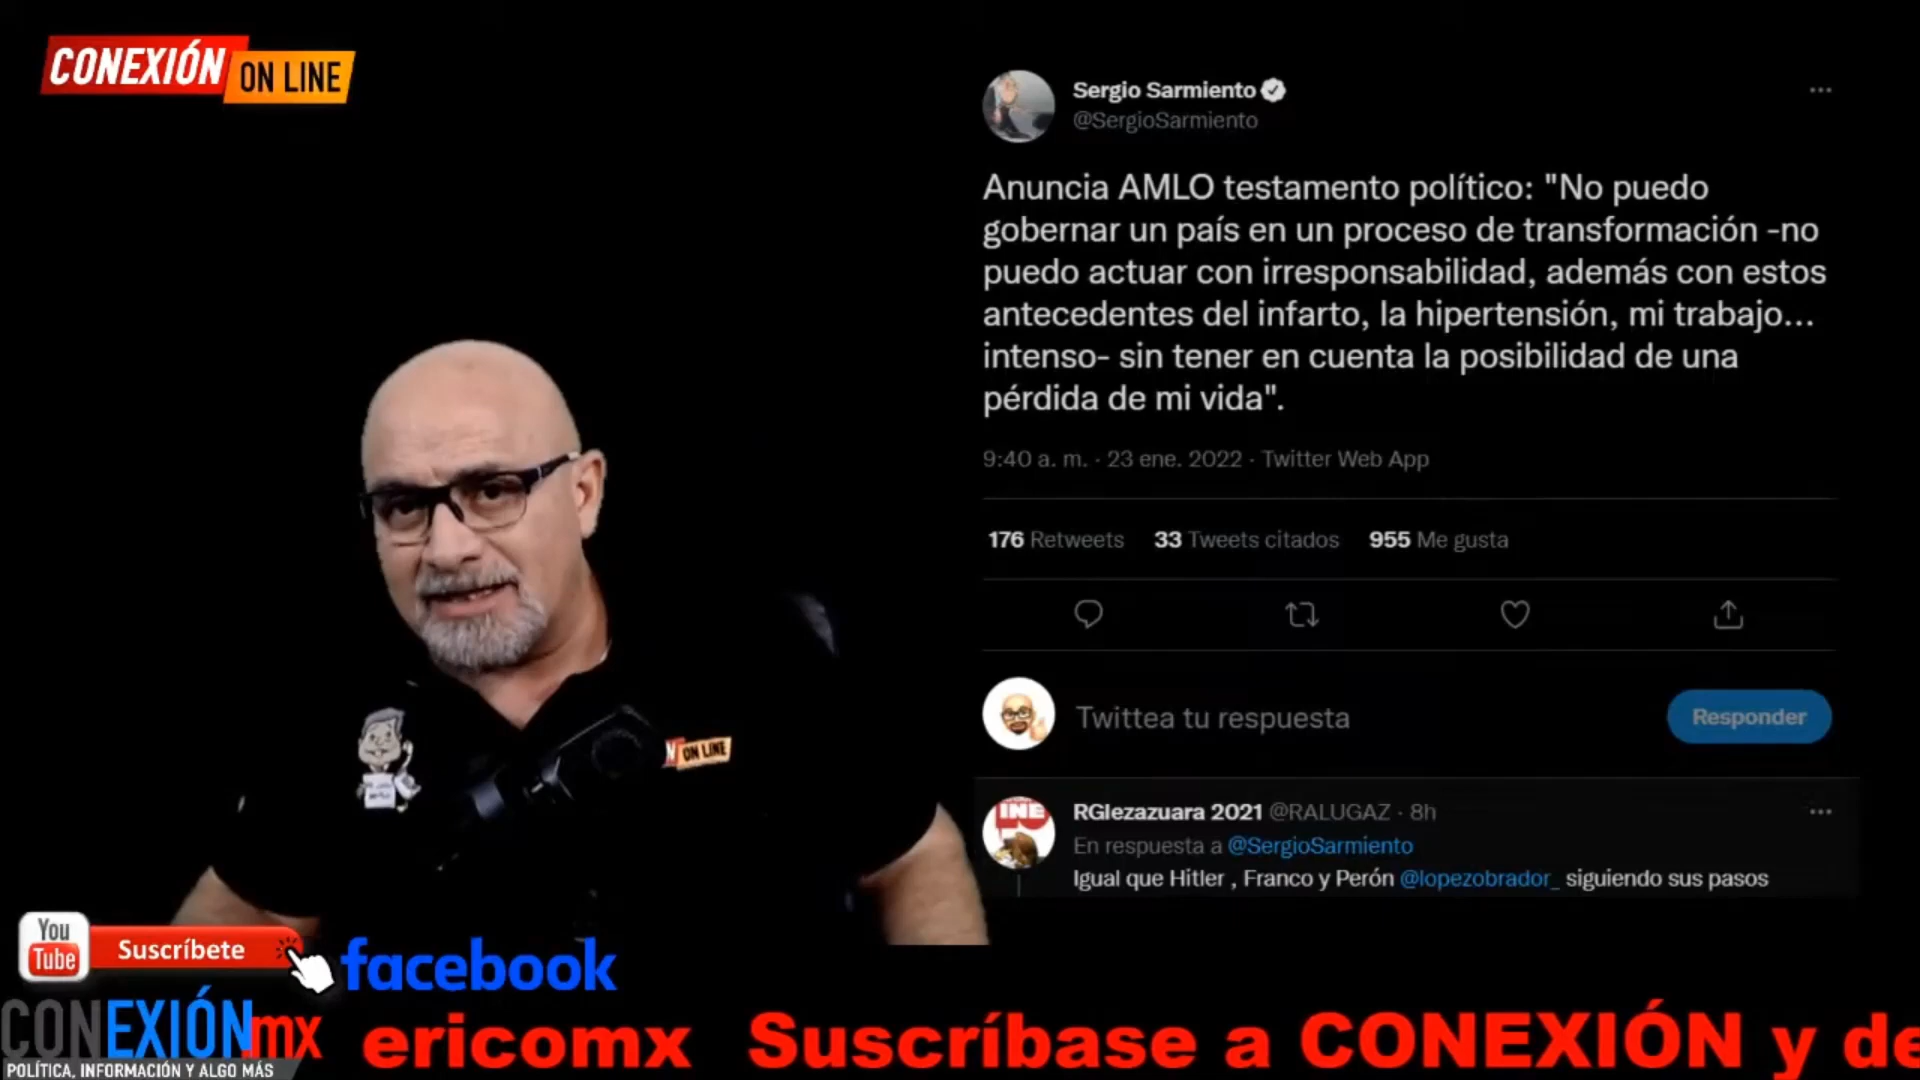 CONEXIÓN
ON LINE
Sergio Sarmiento
@SergioSarmiento
Anuncia AMLO testamento político: "No puedo
gobernar un país en un proceso de transformación -no
puedo actuar con irresponsabilidad, además con estos
antecedentes del infarto, la hipertensión, mi trabajo...
intenso- sin tener en cuenta la posibilidad de una
pérdida de mi vida".
9:40 a. m. · 23 ene. 2022 · Twitter Web App
176 Retweets 33 Tweets citados 955 Me gusta
Twittea tu respuesta
Responder
RGlezazuara 2021 @RALUGAZ · 8h
En respuesta a @SergioSarmiento
Igual que Hitler , Franco y Perón @lopezobrador_ siguiendo sus pasos
INE
N ON LINE
You
Tube
Suscríbete
facebook
CONEXIÓN mx
POLÍTICA, INFORMACIÓN Y ALGO MÁS
ericomx Suscríbase a CONEXIÓN y de